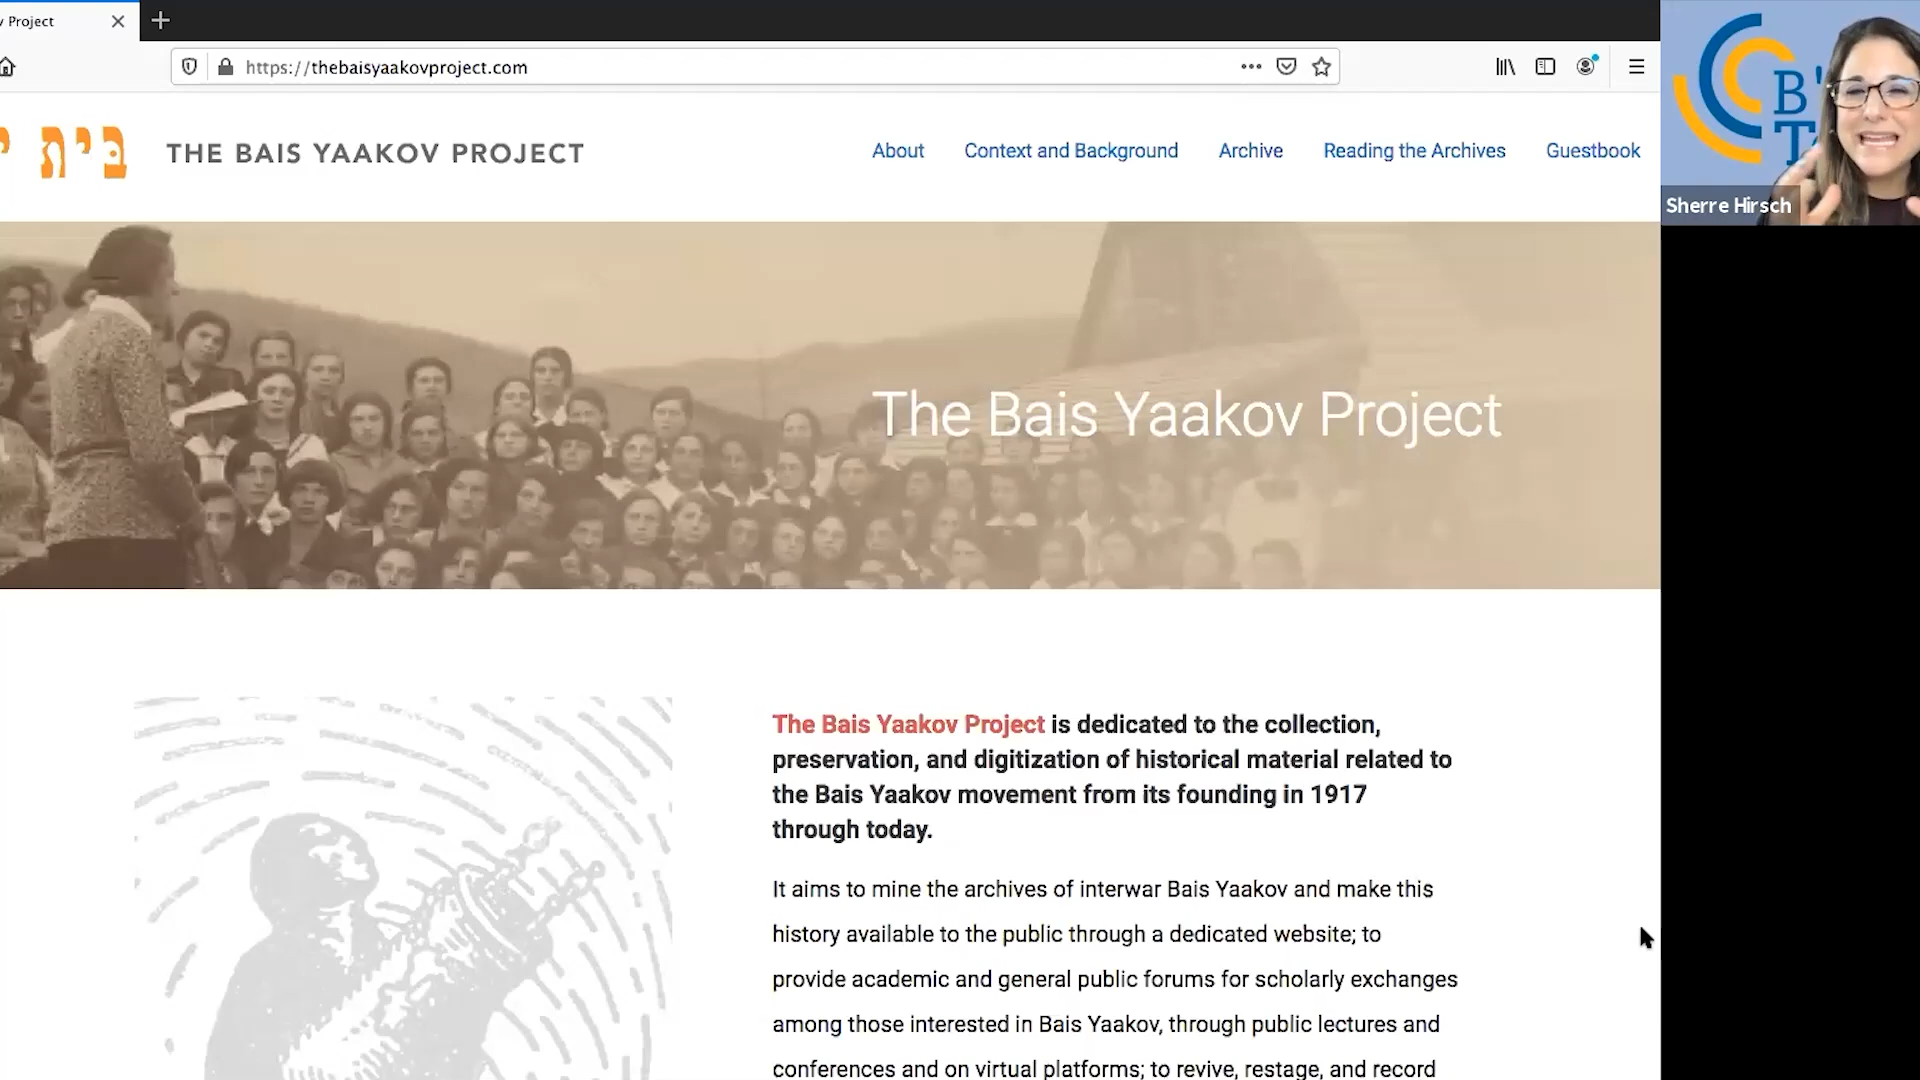 v Project
https://thebaisyaakovproject.com
בית י
THE BAIS YAAKOV PROJECT
About
Context and Background
Archive
Reading the Archives
Guestbook
Sherre Hirsch
The Bais Yaakov Project
The Bais Yaakov Project is dedicated to the collection,
preservation, and digitization of historical material related to
the Bais Yaakov movement from its founding in 1917
through today.
It aims to mine the archives of interwar Bais Yaakov and make this
history available to the public through a dedicated website; to
provide academic and general public forums for scholarly exchanges
among those interested in Bais Yaakov, through public lectures and
conferences and on virtual platforms; to revive, restage, and record